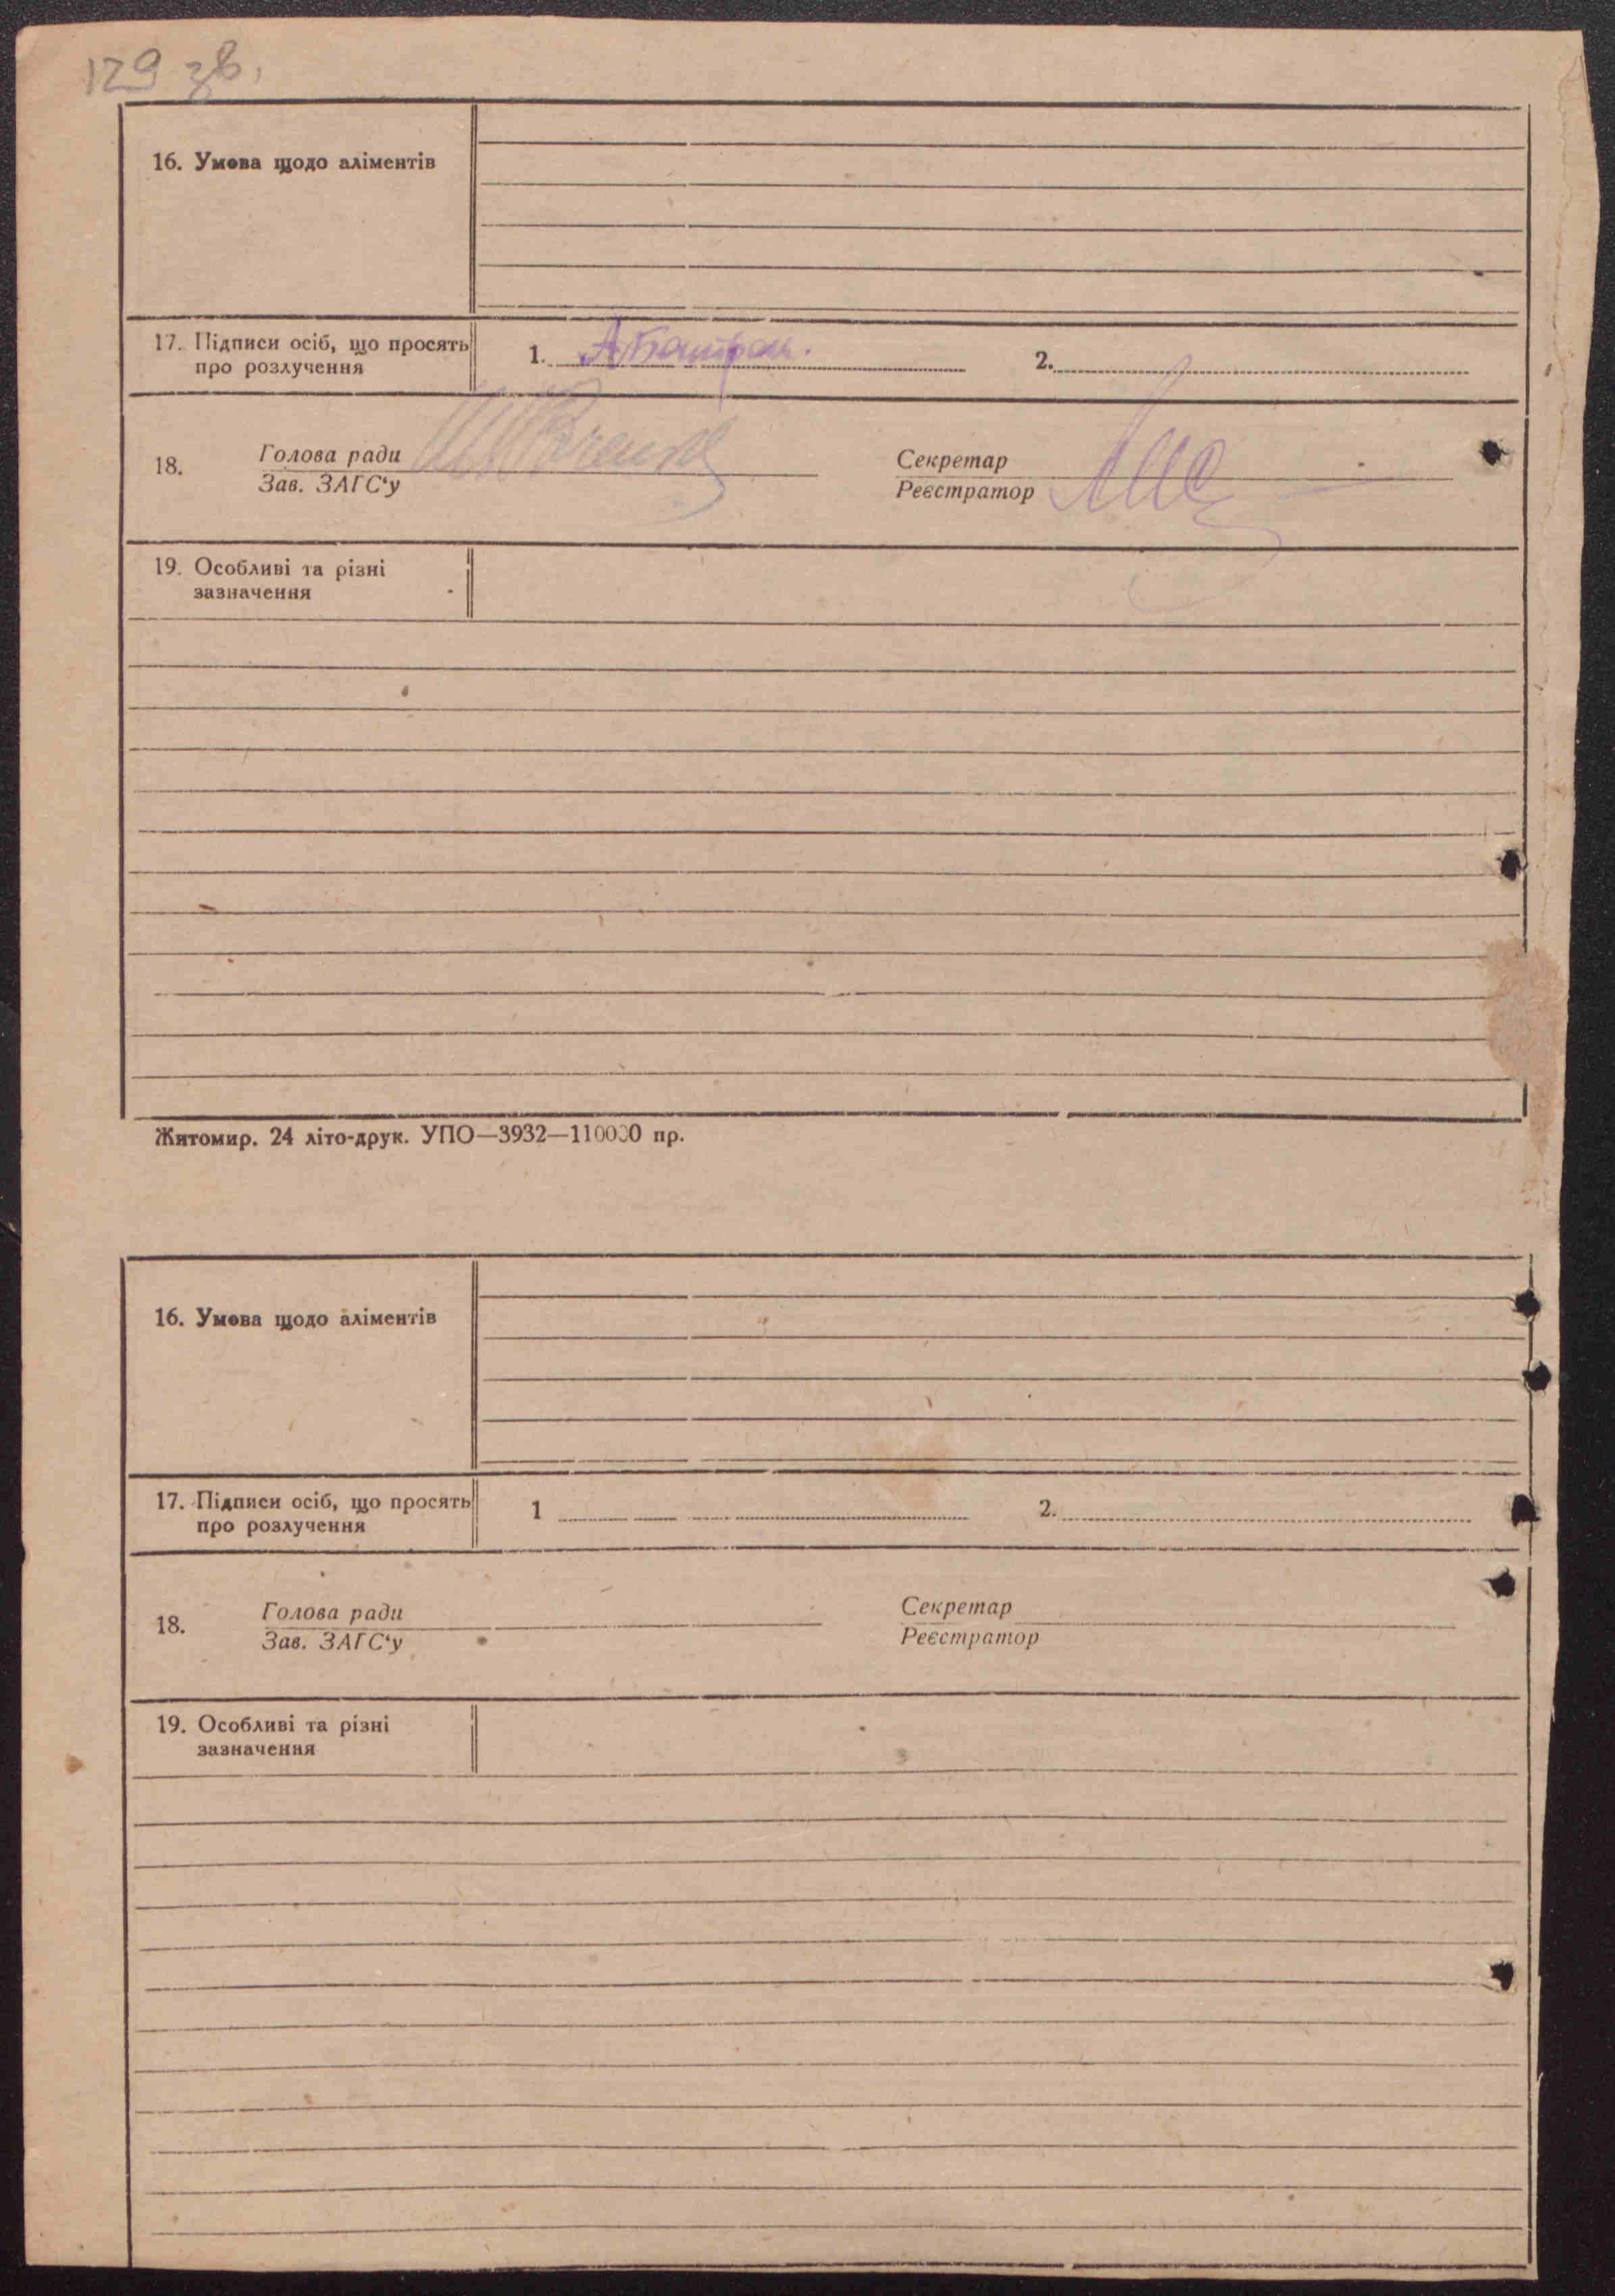 129 зв.
16. Умова щодо аліментів
17. Підписи осіб, що просять
про розлучення
1.
2.
18.
Голова ради
Зав. ЗАГС‘у
Секретар
Реєстратор
19. Особливі та різні
зазначення
Житомир. 24 літо-друк. УПО—3932—110000 пр.
16. Умова щодо аліментів
17. Підписи осіб, що просять
про розлучення
1
2.
18.
Голова ради
Зав. ЗАГС‘у
Секретар
Реєстратор
19. Особливі та різні
зазначення